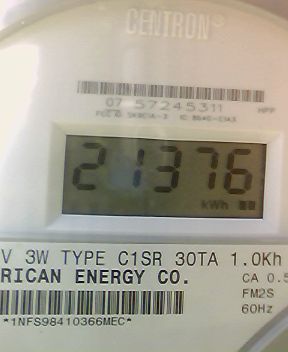 CENTRON®
07 57245311
HPP
21376
kWh
V 3W TYPE C1SR 30TA 1.0Kh
RICAN ENERGY CO.
CA 0.5
FM2S
60Hz
*1NFS98410366MEC*